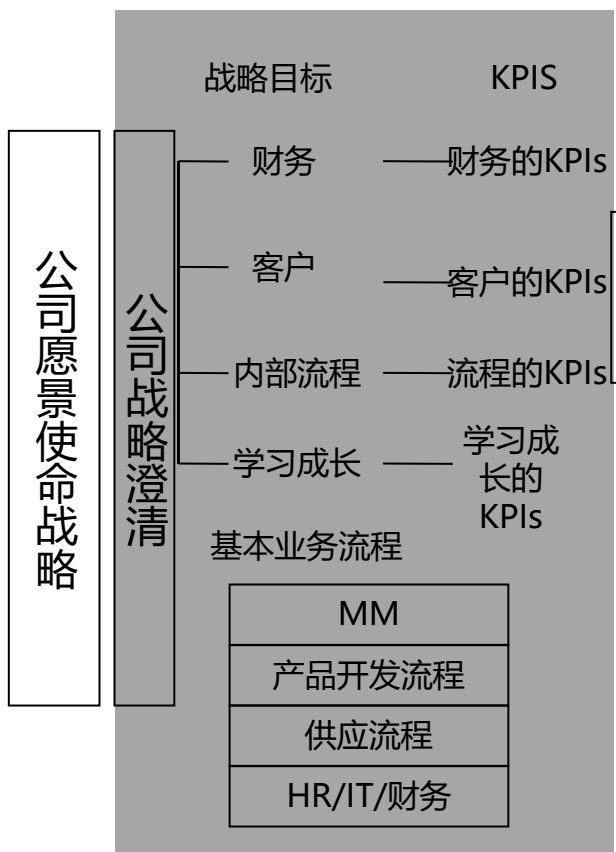 战略目标
KPIS
公司愿景使命战略
公司战略澄清
财务
财务的KPIs
客户
客户的KPIs
内部流程
流程的KPIs
学习成长
学习成
长的
KPIs
基本业务流程
MM
产品开发流程
供应流程
HR/IT/财务